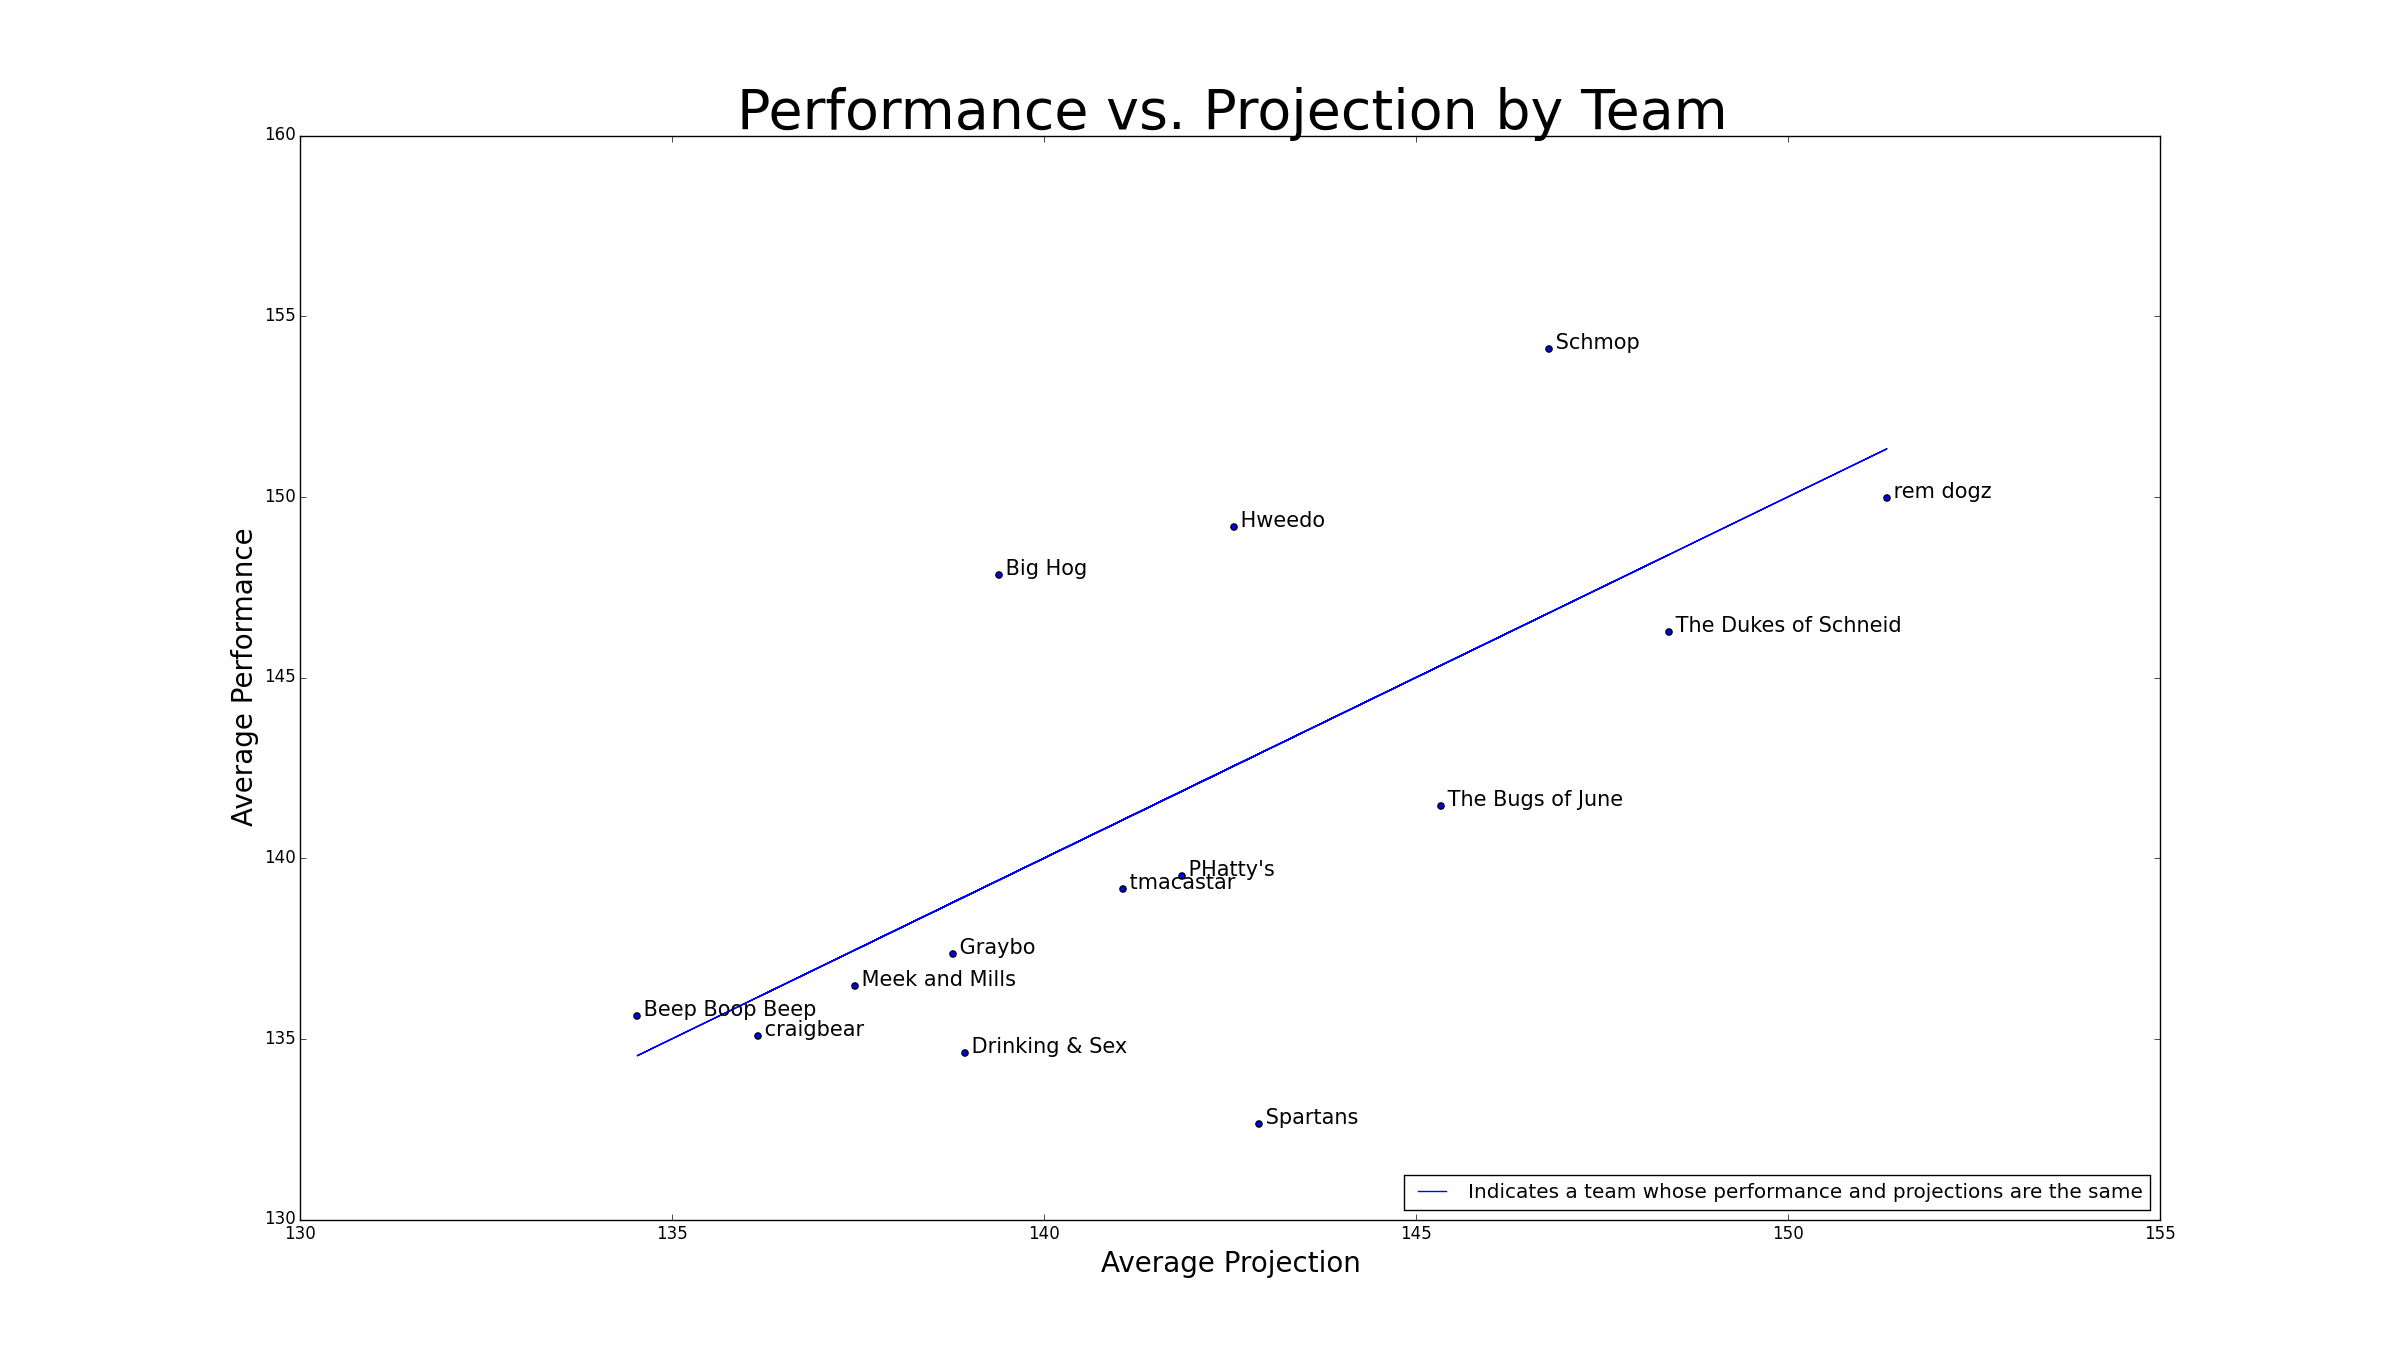 Performance vs. Projection by Team
160
155
150
145
140
135
130
Average Performance
Schmop
rem dogz
Hweedo
Big Hog
The Dukes of Schneid
The Bugs of June
PHatty's
tmacastar
Graybo
Meek and Mills
Beep Boop Beep
craigbear
Drinking & Sex
Spartans
Indicates a team whose performance and projections are the same
130 135 140 145 150 155
Average Projection